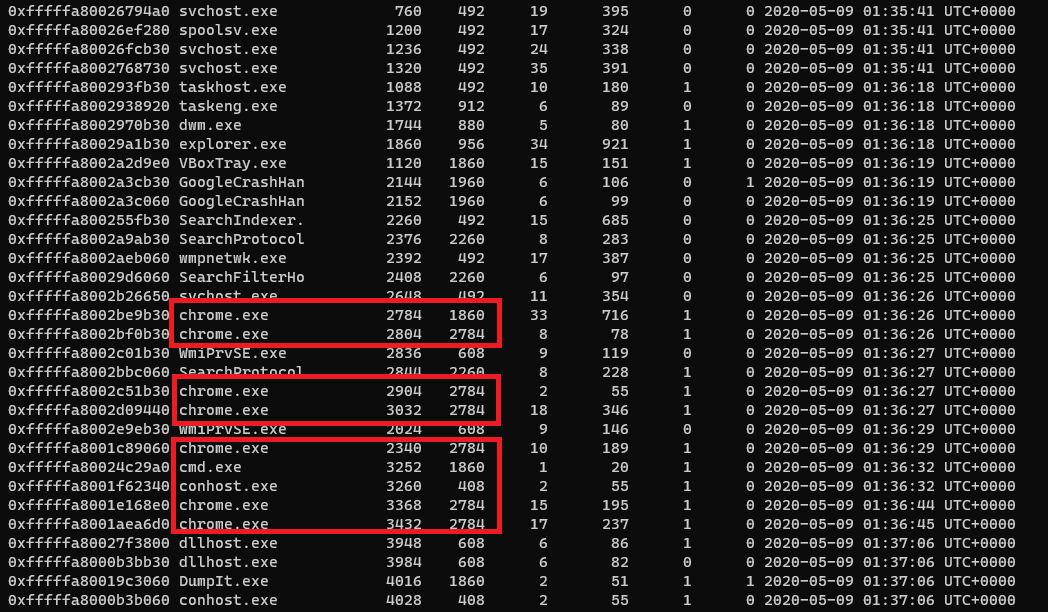 0xfffffa80026794a0 svchost.exe 760 492 19 395 0 0 2020-05-09 01:35:41 UTC+0000
0xfffffa80026ef280 spoolsv.exe 1200 492 17 324 0 0 2020-05-09 01:35:41 UTC+0000
0xfffffa80026fcb30 svchost.exe 1236 492 24 338 0 0 2020-05-09 01:35:41 UTC+0000
0xfffffa8002768730 svchost.exe 1320 492 35 391 0 0 2020-05-09 01:35:41 UTC+0000
0xfffffa800293fb30 taskhost.exe 1088 492 10 180 1 0 2020-05-09 01:36:18 UTC+0000
0xfffffa8002938920 taskeng.exe 1372 912 6 89 0 0 2020-05-09 01:36:18 UTC+0000
0xfffffa8002970b30 dwm.exe 1744 880 5 80 1 0 2020-05-09 01:36:18 UTC+0000
0xfffffa80029a1b30 explorer.exe 1860 956 34 921 1 0 2020-05-09 01:36:18 UTC+0000
0xfffffa8002a2d9e0 VBoxTray.exe 1120 1860 15 151 1 0 2020-05-09 01:36:19 UTC+0000
0xfffffa8002a3cb30 GoogleCrashHan 2144 1960 6 106 0 1 2020-05-09 01:36:19 UTC+0000
0xfffffa8002a3c060 GoogleCrashHan 2152 1960 6 99 0 0 2020-05-09 01:36:19 UTC+0000
0xfffffa800255fb30 SearchIndexer. 2260 492 15 685 0 0 2020-05-09 01:36:25 UTC+0000
0xfffffa8002a9ab30 SearchProtocol 2376 2260 8 283 0 0 2020-05-09 01:36:25 UTC+0000
0xfffffa8002aeb060 wmpnetwk.exe 2392 492 17 387 0 0 2020-05-09 01:36:25 UTC+0000
0xfffffa80029d6060 SearchFilterHo 2408 2260 6 97 0 0 2020-05-09 01:36:25 UTC+0000
0xfffffa8002b26650 svchost.exe 2648 492 11 354 0 0 2020-05-09 01:36:26 UTC+0000
0xfffffa8002be9b30 chrome.exe 2784 1860 33 716 1 0 2020-05-09 01:36:26 UTC+0000
0xfffffa8002bf0b30 chrome.exe 2804 2784 8 78 1 0 2020-05-09 01:36:26 UTC+0000
0xfffffa8002c01b30 WmiPrvSE.exe 2836 608 9 119 0 0 2020-05-09 01:36:27 UTC+0000
0xfffffa8002bbc060 SearchProtocol 2844 2260 8 228 1 0 2020-05-09 01:36:27 UTC+0000
0xfffffa8002c51b30 chrome.exe 2904 2784 2 55 1 0 2020-05-09 01:36:27 UTC+0000
0xfffffa8002d09440 chrome.exe 3032 2784 18 346 1 0 2020-05-09 01:36:27 UTC+0000
0xfffffa8002e9eb30 WmiPrvSE.exe 2024 608 9 146 0 0 2020-05-09 01:36:29 UTC+0000
0xfffffa8001c89060 chrome.exe 2340 2784 10 189 1 0 2020-05-09 01:36:29 UTC+0000
0xfffffa80024c29a0 cmd.exe 3252 1860 1 20 1 0 2020-05-09 01:36:32 UTC+0000
0xfffffa8001f62340 conhost.exe 3260 408 2 55 1 0 2020-05-09 01:36:32 UTC+0000
0xfffffa8001e168e0 chrome.exe 3368 2784 15 195 1 0 2020-05-09 01:36:44 UTC+0000
0xfffffa8001aea6d0 chrome.exe 3432 2784 17 237 1 0 2020-05-09 01:36:45 UTC+0000
0xfffffa80027f3800 dllhost.exe 3948 608 6 86 1 0 2020-05-09 01:37:06 UTC+0000
0xfffffa8000b3bb30 dllhost.exe 3984 608 6 82 0 0 2020-05-09 01:37:06 UTC+0000
0xfffffa80019c3060 DumpIt.exe 4016 1860 2 51 1 1 2020-05-09 01:37:06 UTC+0000
0xfffffa8000b3b060 conhost.exe 4028 408 2 55 1 0 2020-05-09 01:37:06 UTC+0000